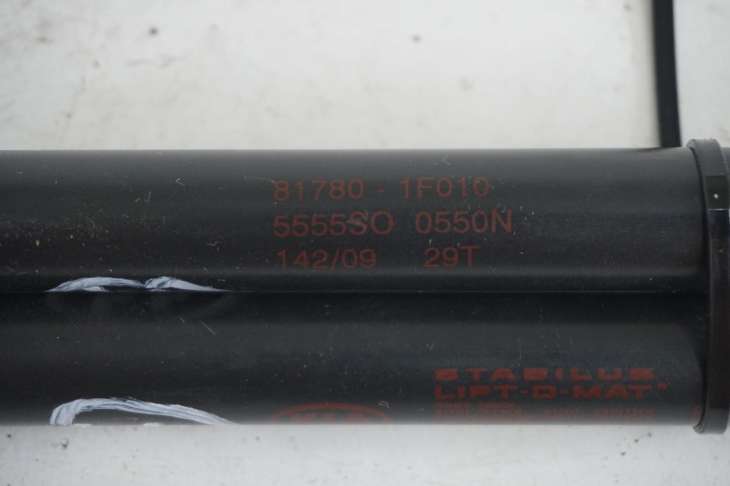 81780 - 1F010
5555SO 0550N
142/09 29T
STABILUS
LIFT-O-MAT